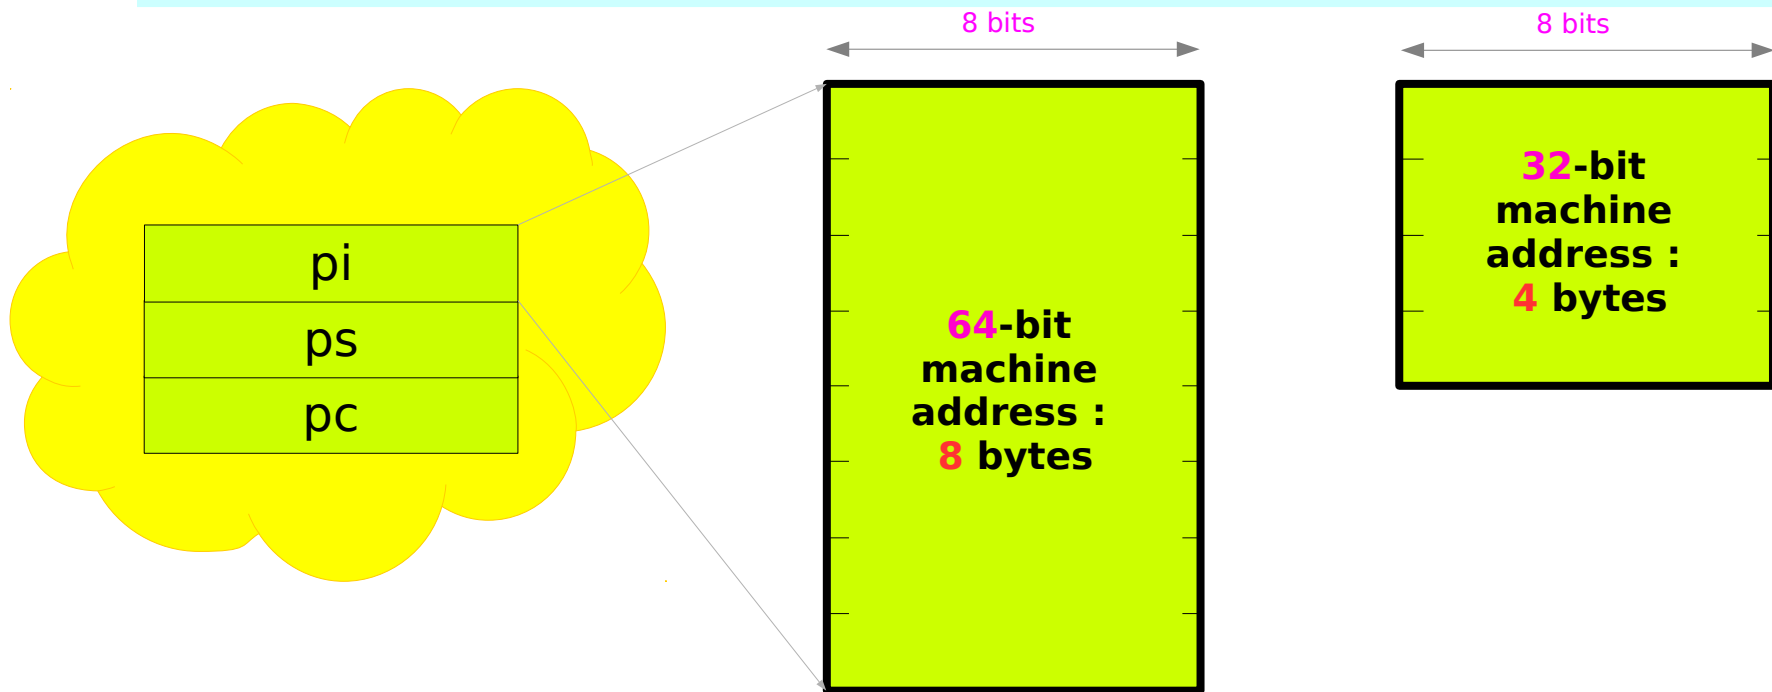 8 bits
8 bits
pi
ps
pc
64-bit
machine
address :
8 bytes
32-bit
machine
address :
4 bytes